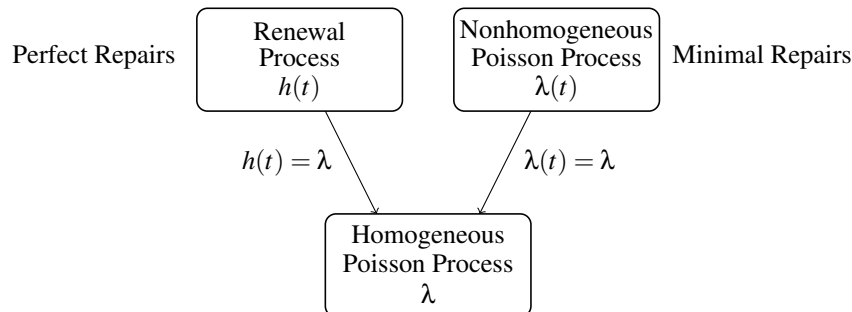 Perfect Repairs
Renewal
Process
h(t)
Nonhomogeneous
Poisson Process
λ(t)
Minimal Repairs
h(t) = λ
λ(t) = λ
Homogeneous
Poisson Process
λ